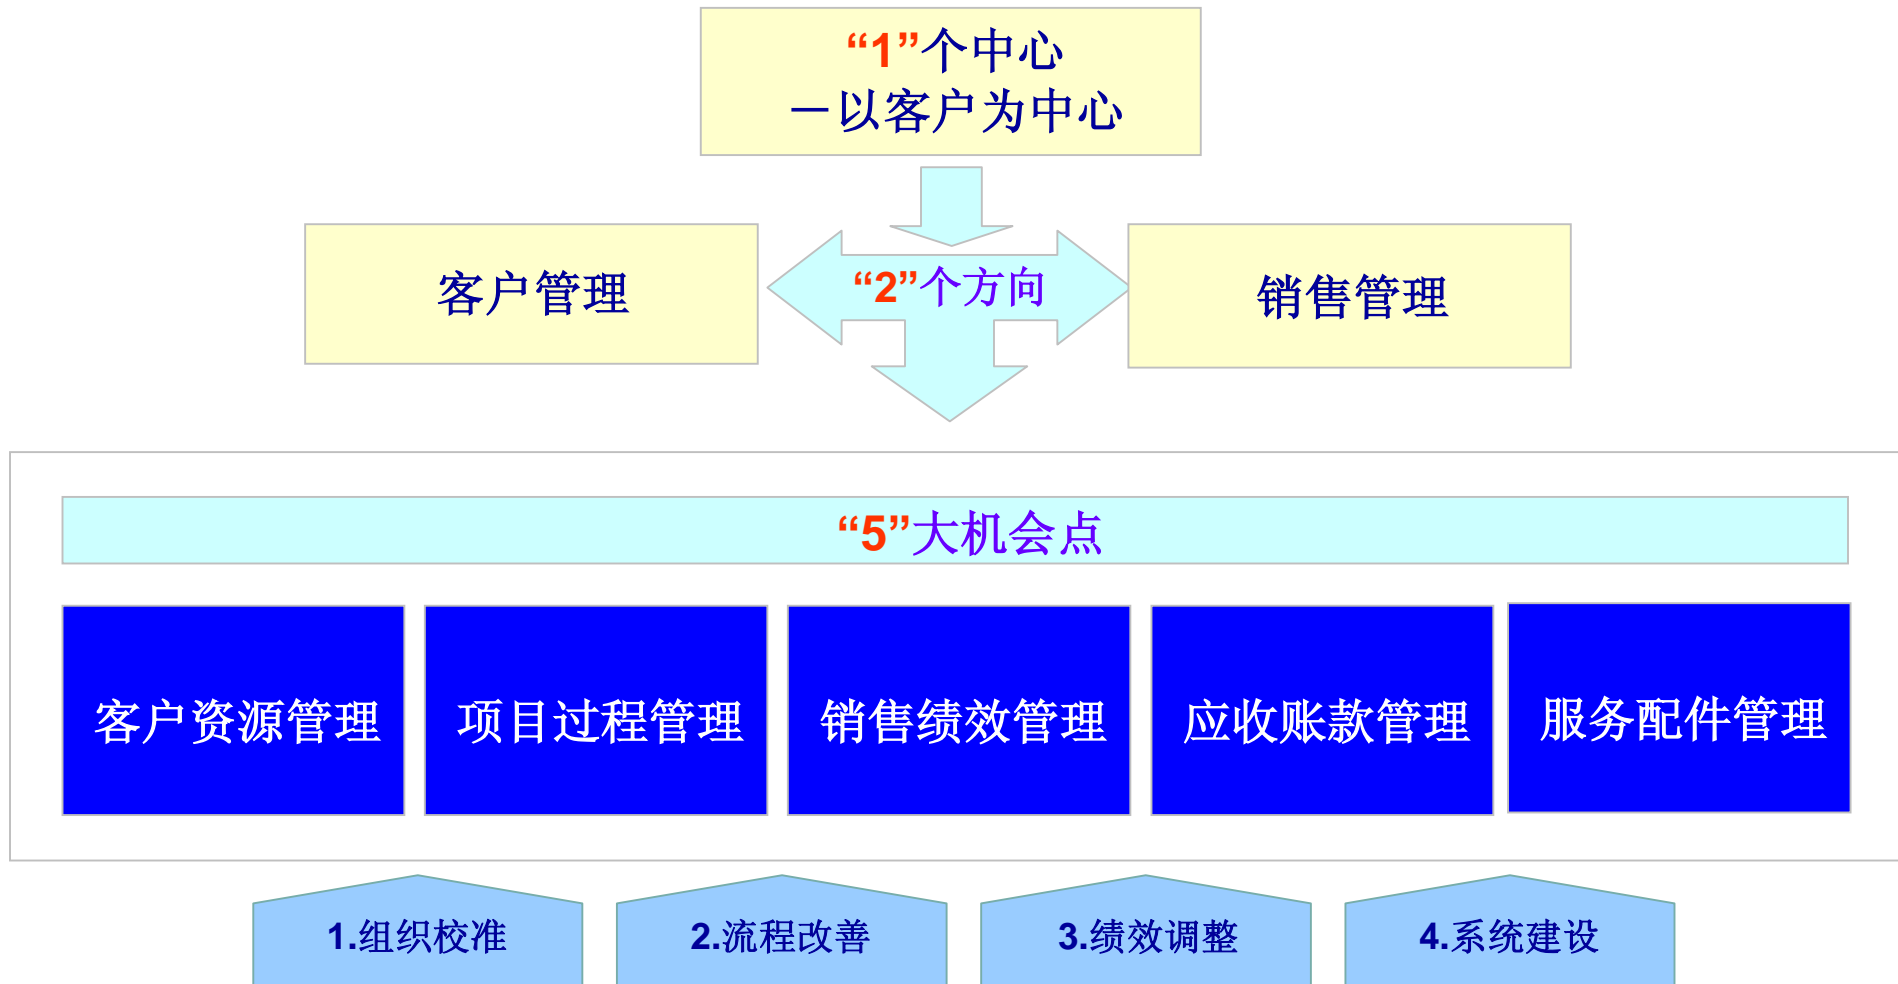 “1”个中心
－以客户为中心
客户管理
“2”个方向
销售管理
“5”大机会点
客户资源管理
项目过程管理
销售绩效管理
应收账款管理
服务配件管理
1.组织校准
2.流程改善
3.绩效调整
4.系统建设